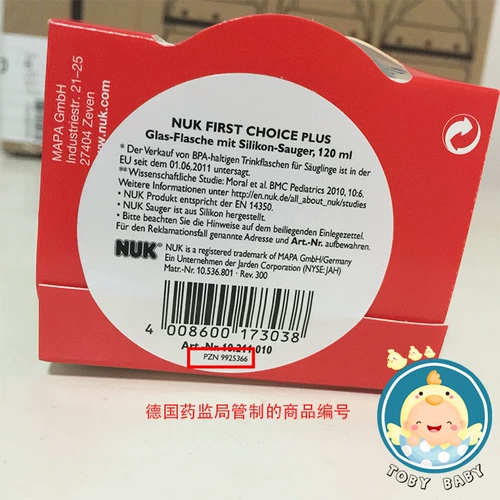 MAPA GmbH
Industriestr. 21-25
27404 Zeven
www.nuk.com
NUK FIRST CHOICE PLUS
Glas-Flasche mit Silikon-Sauger, 120 ml
* Der Verkauf von BPA-haltigen Trinkflaschen für Säuglinge ist in der
EU seit dem 01.06.2011 untersagt.
**Wissenschaftliche Studie: Moral et al. BMC Pediatrics 2010, 10:6.
Weitere Informationen unter http://en.nuk.de/all_about_nuk/studies
• NUK Produkt entspricht der EN 14350.
• NUK Sauger ist aus Silikon hergestellt.
• Bitte beachten Sie die Hinweise auf dem beiliegenden Einlegezettel.
Für den Reklamationsfall genannte Adresse und Art.-Nr. aufbewahren.
NUK
NUK is a registered trademark of MAPA GmbH/Germany
Ein Unternehmen der Jarden Corporation (NYSE:JAH)
Matr.-Nr. 10.536.801 · Rev. 300
4 008600 173038
Art.-Nr. 10.211.010
PZN 9925366
德国药监局管制的商品编号
TOBY BABY